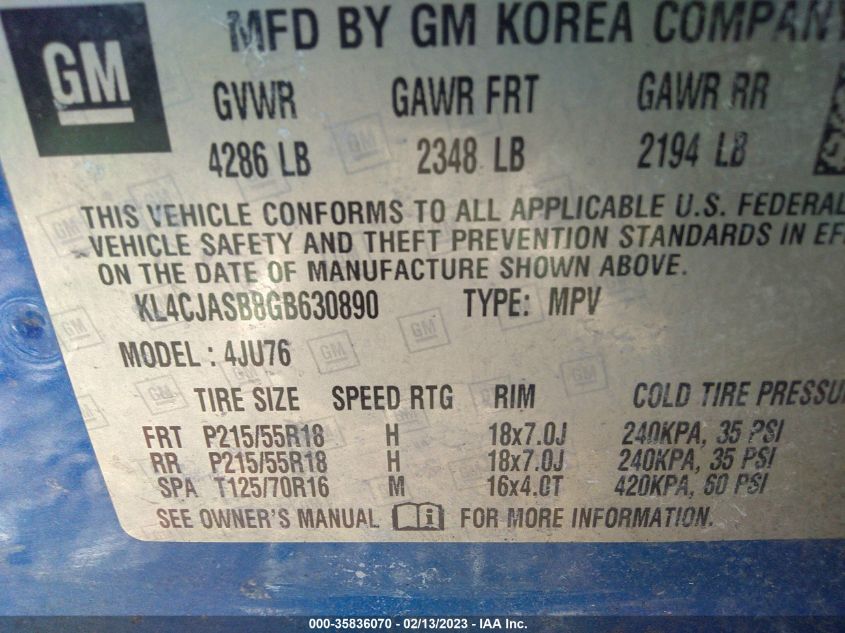 GM
MFD BY GM KOREA COMPANY
GVWR GAWR FRT GAWR RR
4286 LB 2348 LB 2194 LB
THIS VEHICLE CONFORMS TO ALL APPLICABLE U.S. FEDERAL
VEHICLE SAFETY AND THEFT PREVENTION STANDARDS IN
ON THE DATE OF MANUFACTURE SHOWN ABOVE.
KL4CJASB8GB630890 TYPE: MPV
MODEL: 4JU76
TIRE SIZE SPEED RTG RIM COLD TIRE
FRT P215/55R18 H 18x7.0J 240KPA, 35 PSI
RR P215/55R18 H 18x7.0J 240KPA, 35 PSI
SPA T125/70R16 M 16x4.0T 420KPA, 60 PSI
SEE OWNER'S MANUAL FOR MORE INFORMATION.
000-35836070 - 02/13/2023 - IAA Inc.